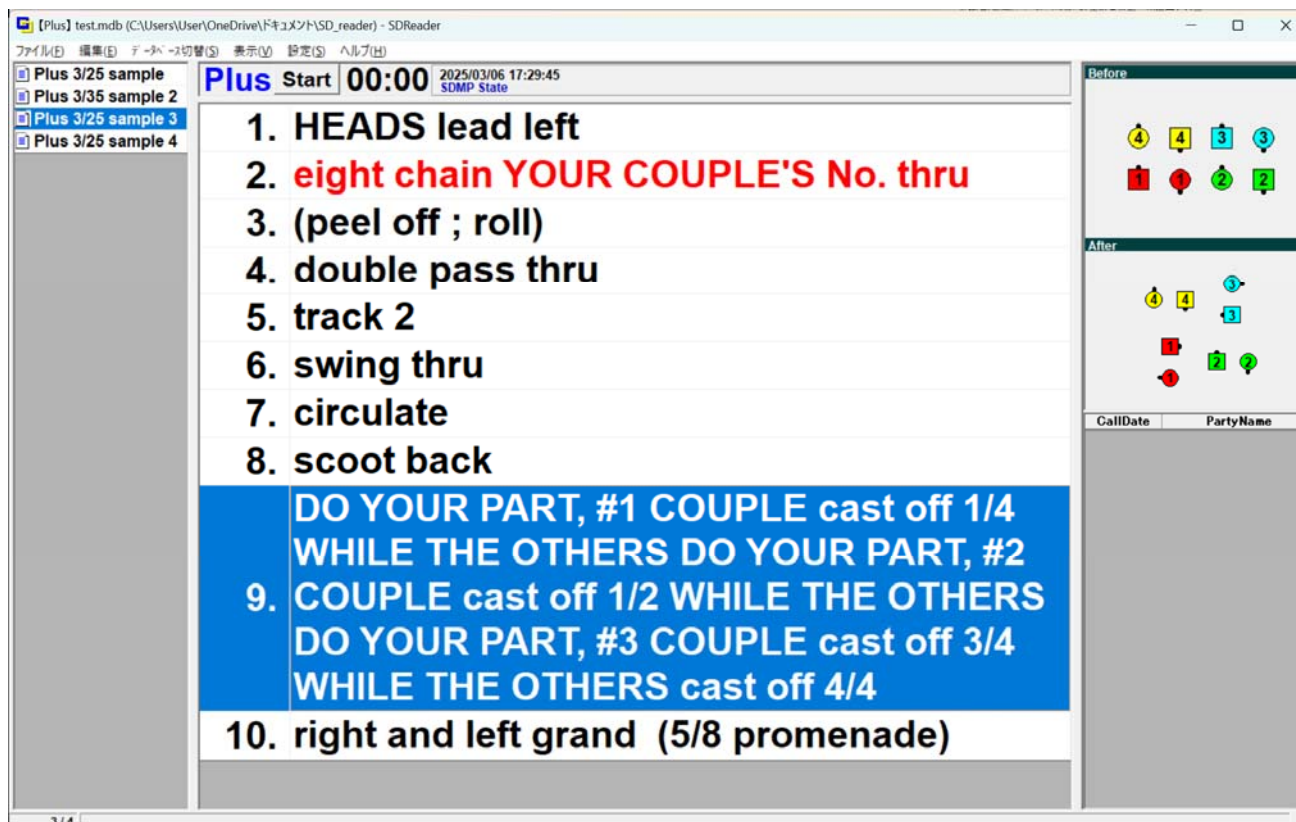 【Plus】 test.mdb (C:\Users\User\OneDrive\ドキュメント\SD_reader) - SDReader
ファイル(F) 編集(E) データベース切替(S) 表示(V) 設定(S) ヘルプ(H)
Plus 3/25 sample
Plus 3/35 sample 2
Plus 3/25 sample 3
Plus 3/25 sample 4
Plus Start 00:00 2025/03/06 17:29:45
SDMP State
1. HEADS lead left
2. eight chain YOUR COUPLE'S No. thru
3. (peel off ; roll)
4. double pass thru
5. track 2
6. swing thru
7. circulate
8. scoot back
9. DO YOUR PART, #1 COUPLE cast off 1/4
WHILE THE OTHERS DO YOUR PART, #2
COUPLE cast off 1/2 WHILE THE OTHERS
DO YOUR PART, #3 COUPLE cast off 3/4
WHILE THE OTHERS cast off 4/4
10. right and left grand (5/8 promenade)
Before
4 4 3 3
1 1 2 2
After
3
4 4
3
1
2 2
1
CallDate PartyName
3/4